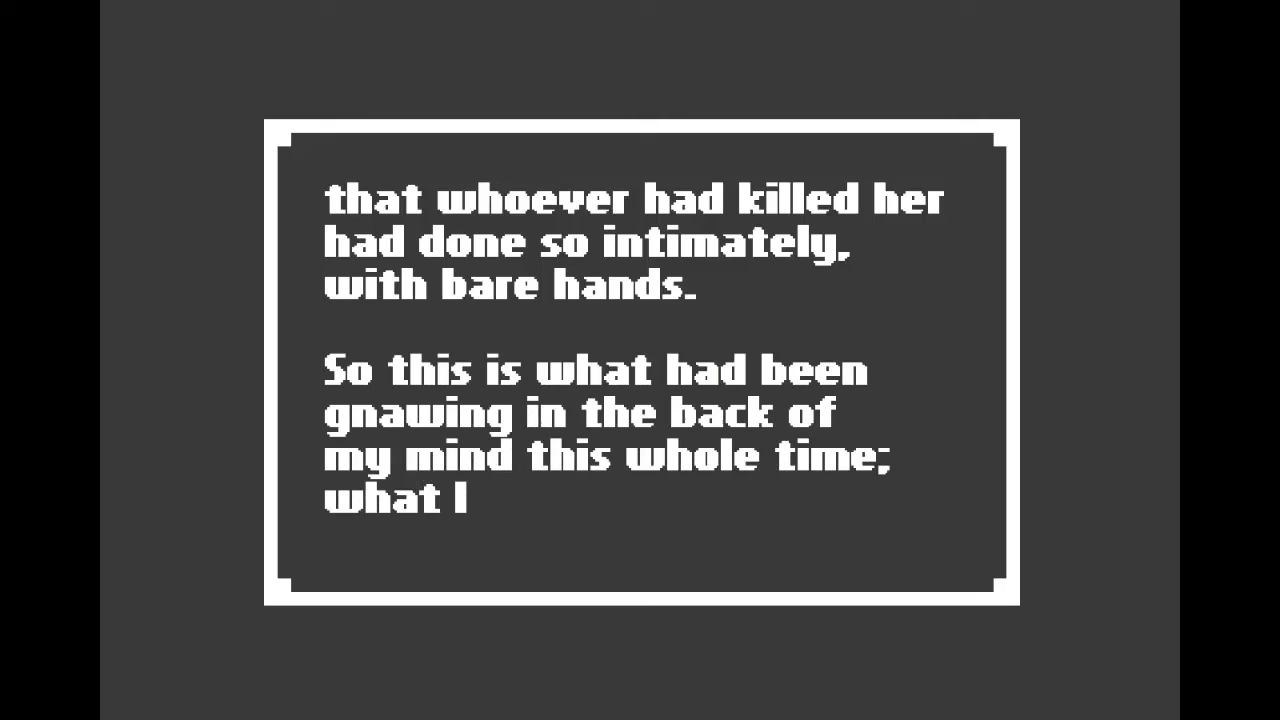 that whoever had killed her
had done so intimately,
with bare hands.
So this is what had been
gnawing in the back of
my mind this whole time;
what I